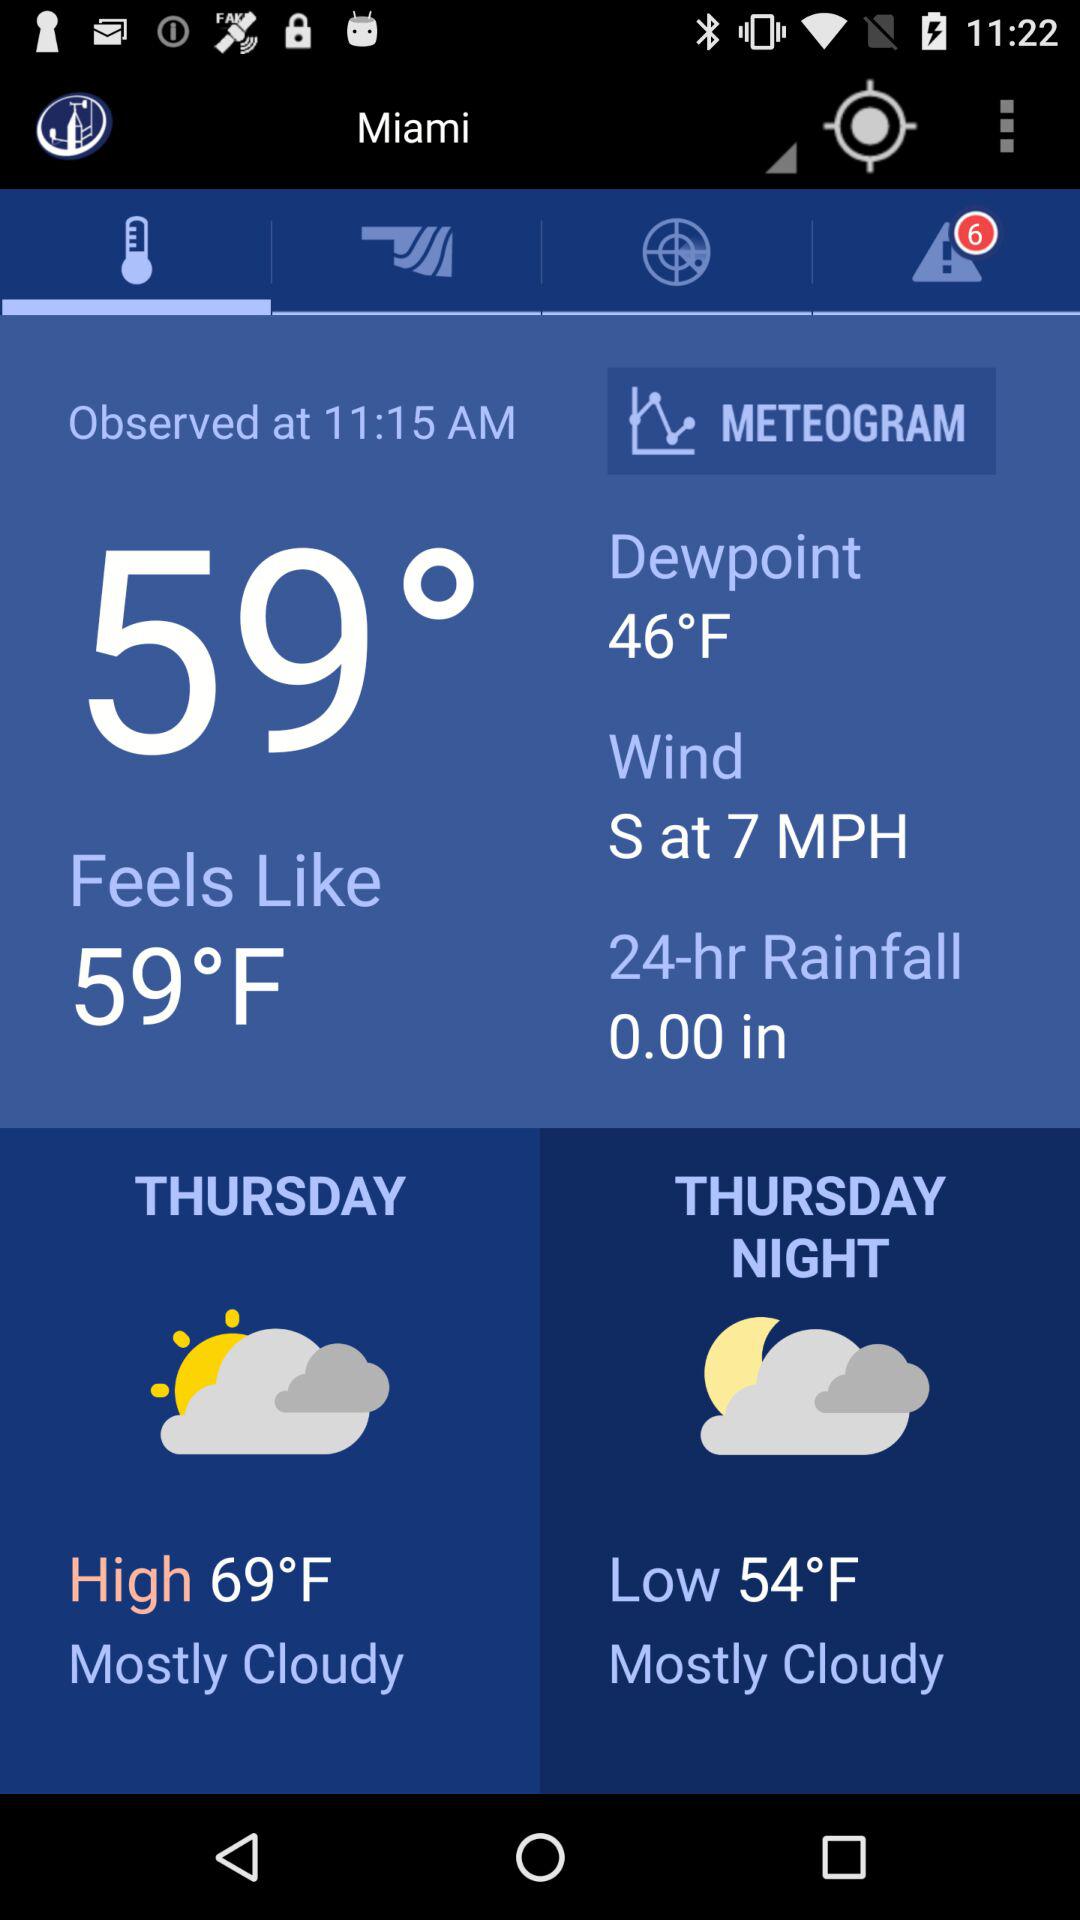 FAKE
11:22
Miami
6
Observed at 11:15 AM
METEOGRAM
59°
Dewpoint
46°F
Wind
S at 7 MPH
Feels Like
59°F
24-hr Rainfall
0.00 in
THURSDAY
High 69°F
Mostly Cloudy
THURSDAY
NIGHT
Low 54°F
Mostly Cloudy